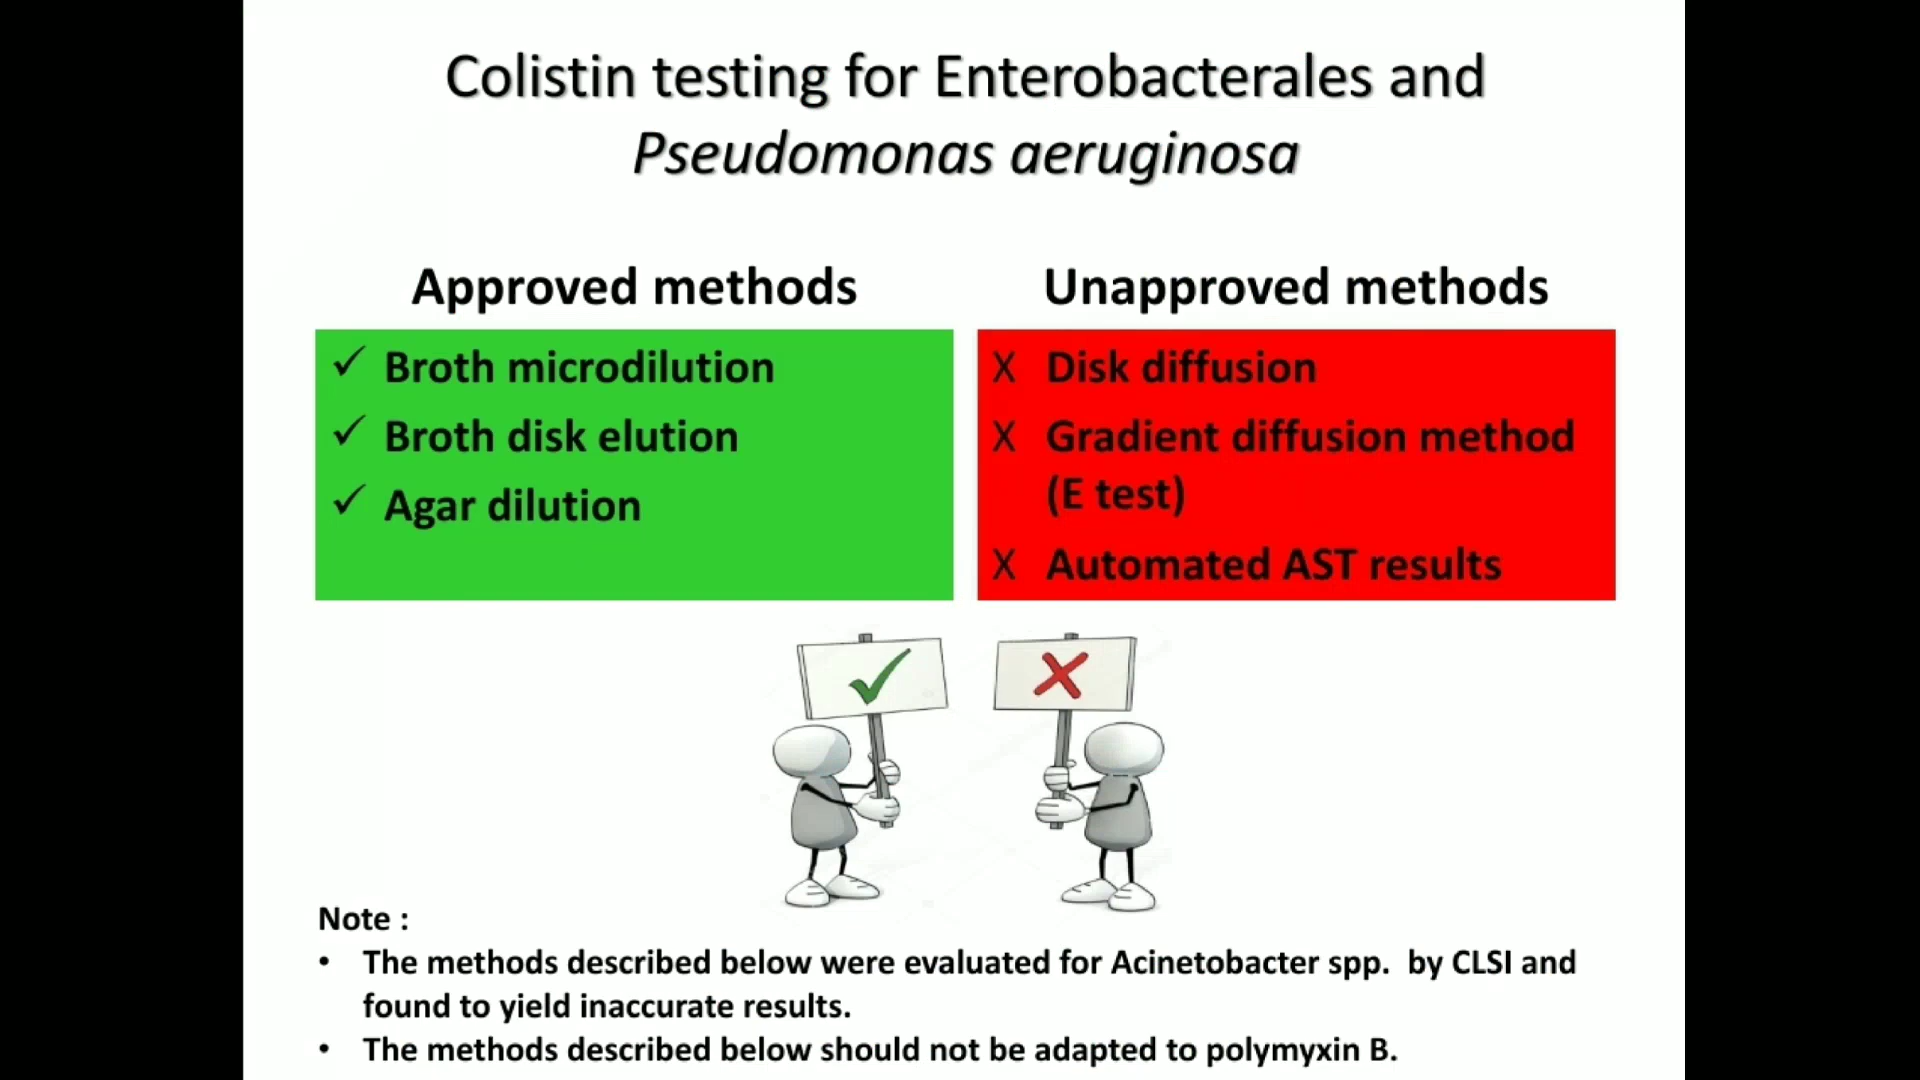 Colistin testing for Enterobacterales and
Pseudomonas aeruginosa
Approved methods
✓ Broth microdilution
✓ Broth disk elution
✓ Agar dilution
Unapproved methods
X Disk diffusion
X Gradient diffusion method
(E test)
X Automated AST results
Note :
• The methods described below were evaluated for Acinetobacter spp. by CLSI and
found to yield inaccurate results.
• The methods described below should not be adapted to polymyxin B.